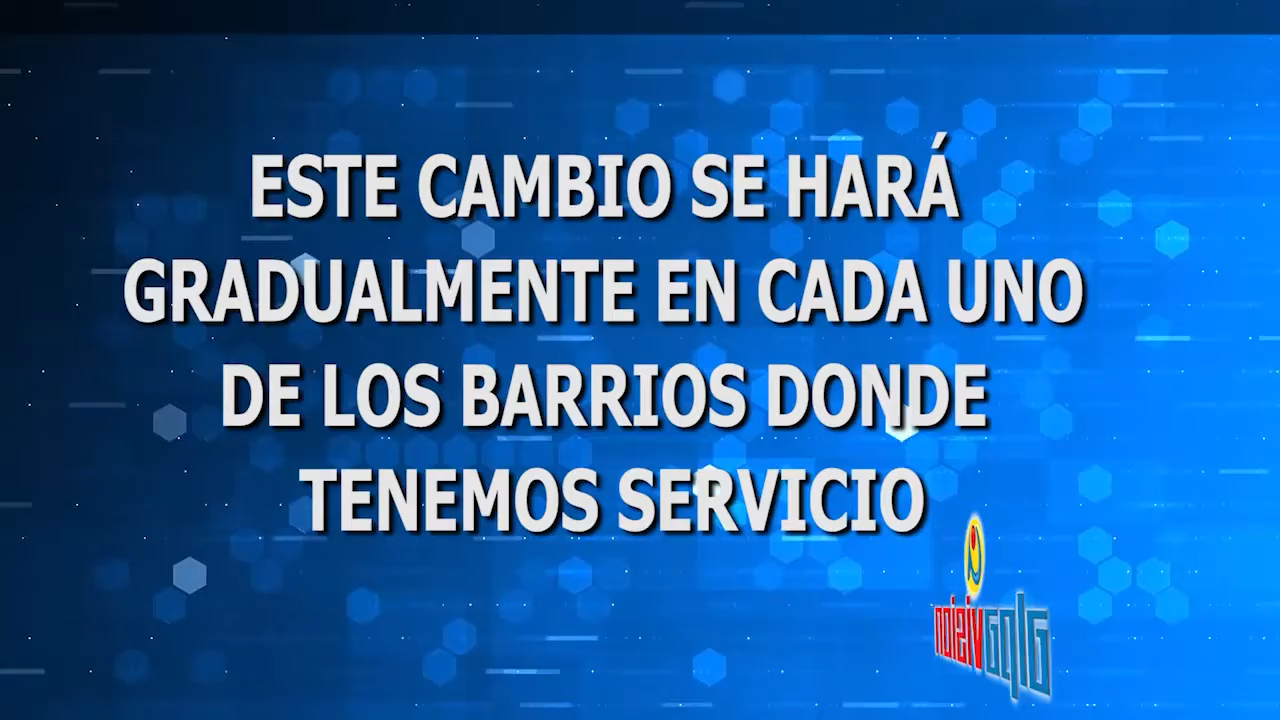 ESTE CAMBIO SE HARÁ
GRADUALMENTE EN CADA UNO
DE LOS BARRIOS DONDE
TENEMOS SERVICIO